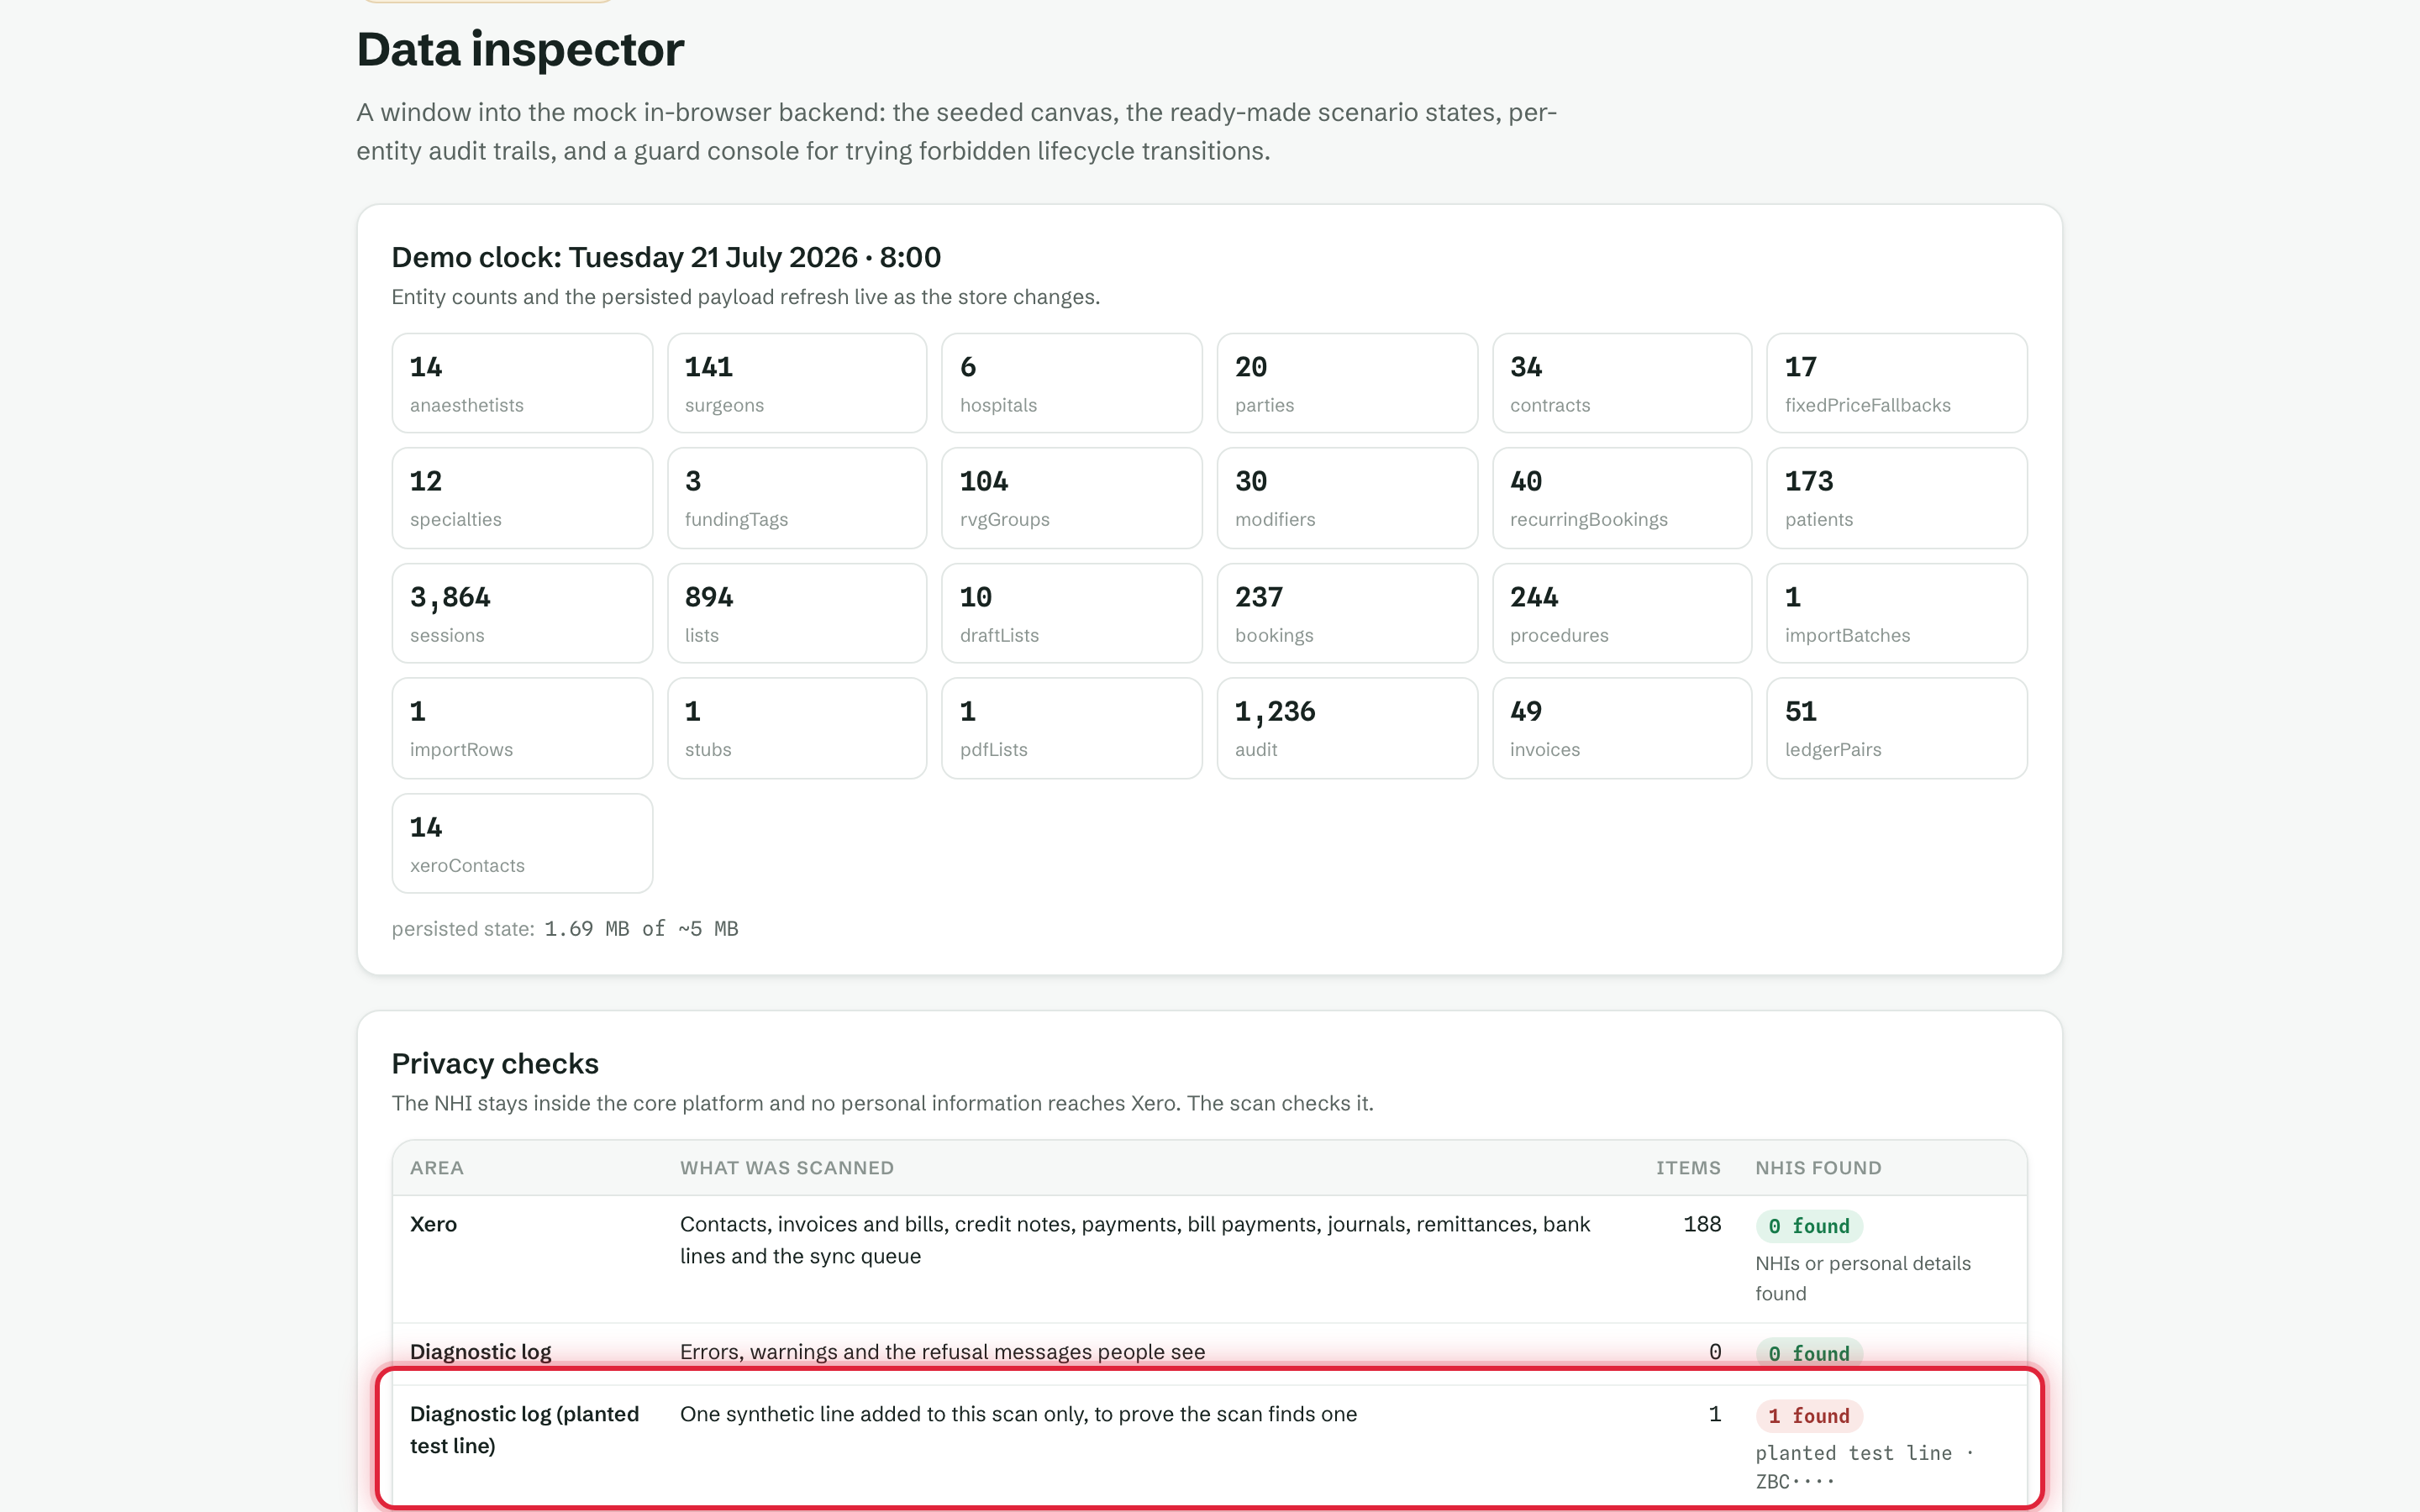 Data inspector
A window into the mock in-browser backend: the seeded canvas, the ready-made scenario states, per-
entity audit trails, and a guard console for trying forbidden lifecycle transitions.
Demo clock: Tuesday 21 July 2026 · 8:00
Entity counts and the persisted payload refresh live as the store changes.
14
anaesthetists
141
surgeons
6
hospitals
20
parties
34
contracts
17
fixedPriceFallbacks
12
specialties
3
fundingTags
104
rvgGroups
30
modifiers
40
recurringBookings
173
patients
3,864
sessions
894
lists
10
draftLists
237
bookings
244
procedures
1
importBatches
1
importRows
1
stubs
1
pdfLists
1,236
audit
49
invoices
51
ledgerPairs
14
xeroContacts
persisted state: 1.69 MB of ~5 MB
Privacy checks
The NHI stays inside the core platform and no personal information reaches Xero. The scan checks it.
AREA WHAT WAS SCANNED ITEMS NHIS FOUND
Xero
Contacts, invoices and bills, credit notes, payments, bill payments, journals, remittances, bank
lines and the sync queue
188
0 found
NHIs or personal details
found
Diagnostic log
Errors, warnings and the refusal messages people see
0
0 found
Diagnostic log (planted
test line)
One synthetic line added to this scan only, to prove the scan finds one
1
1 found
planted test line ·
ZBC····